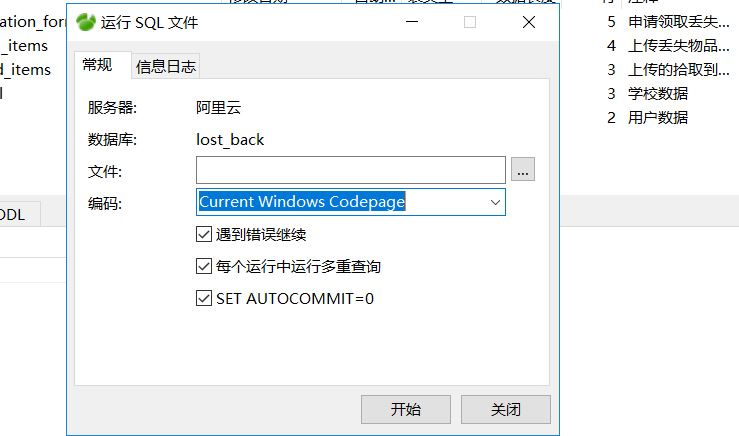 运行 SQL 文件
常规 信息日志
服务器: 阿里云
数据库: lost_back
文件: ...
编码: Current Windows Codepage
遇到错误继续
每个运行中运行多重查询
SET AUTOCOMMIT=0
开始 关闭
_items
d_items
DDL
5 申请领取丢失...
4 上传丢失物品...
3 上传的拾取到...
3 学校数据
2 用户数据